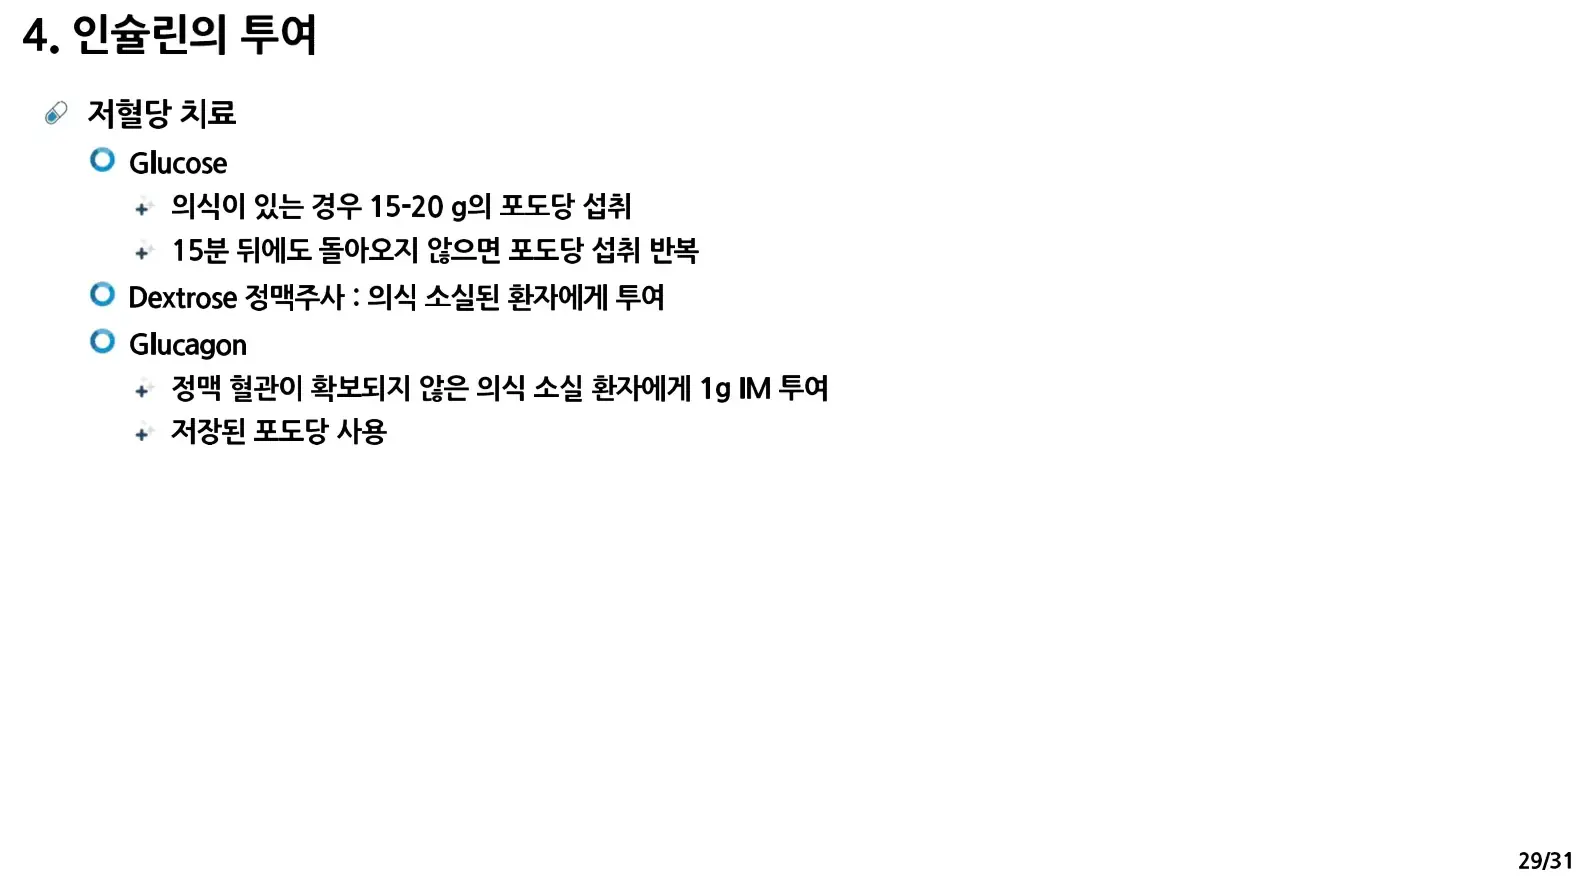 4. 인슐린의 투여
저혈당 치료
Glucose
의식이 있는 경우 15-20 g의 포도당 섭취
15분 뒤에도 돌아오지 않으면 포도당 섭취 반복
Dextrose 정맥주사 : 의식 소실된 환자에게 투여
Glucagon
정맥 혈관이 확보되지 않은 의식 소실 환자에게 1g IM 투여
저장된 포도당 사용
29/31